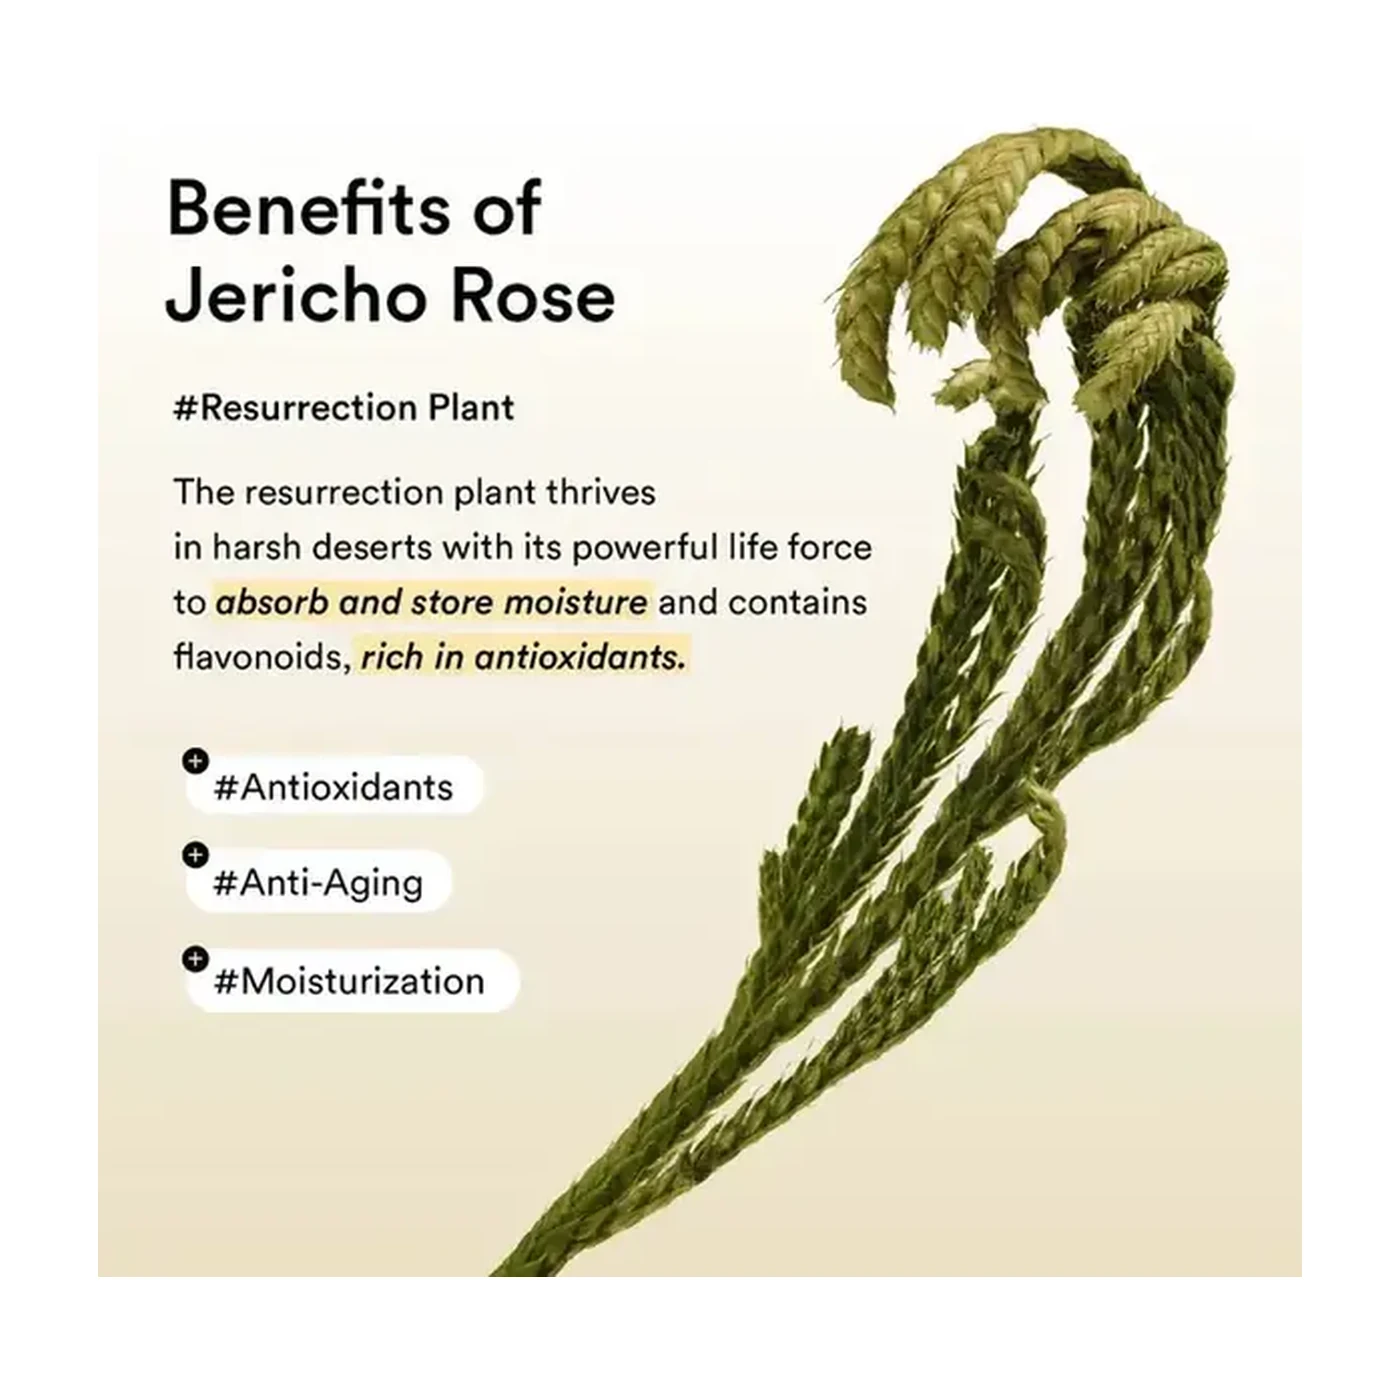 Benefits of
Jericho Rose
#Resurrection Plant
The resurrection plant thrives
in harsh deserts with its powerful life force
to absorb and store moisture and contains
flavonoids, rich in antioxidants.
#Antioxidants
#Anti-Aging
#Moisturization